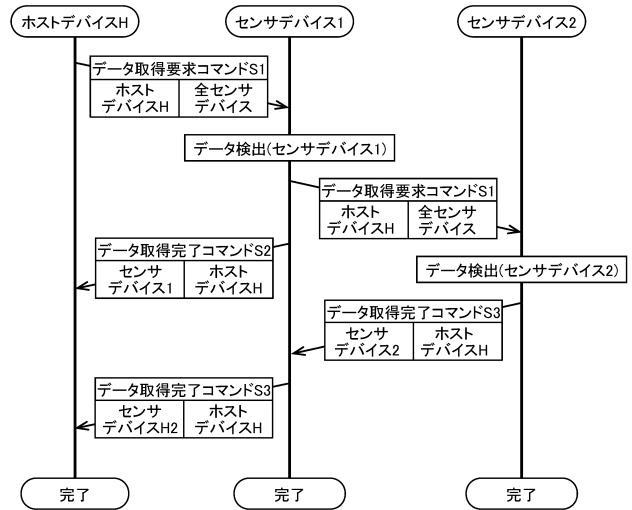 ホストデバイスH
センサデバイス1
センサデバイス2
データ取得要求コマンドS1
ホスト
デバイスH
全センサ
デバイス
データ検出(センサデバイス1)
データ取得要求コマンドS1
ホスト
デバイスH
全センサ
デバイス
データ取得完了コマンドS2
センサ
デバイス1
ホスト
デバイスH
データ検出(センサデバイス2)
データ取得完了コマンドS3
センサ
デバイス2
ホスト
デバイスH
データ取得完了コマンドS3
センサ
デバイスH2
ホスト
デバイスH
完了
完了
完了